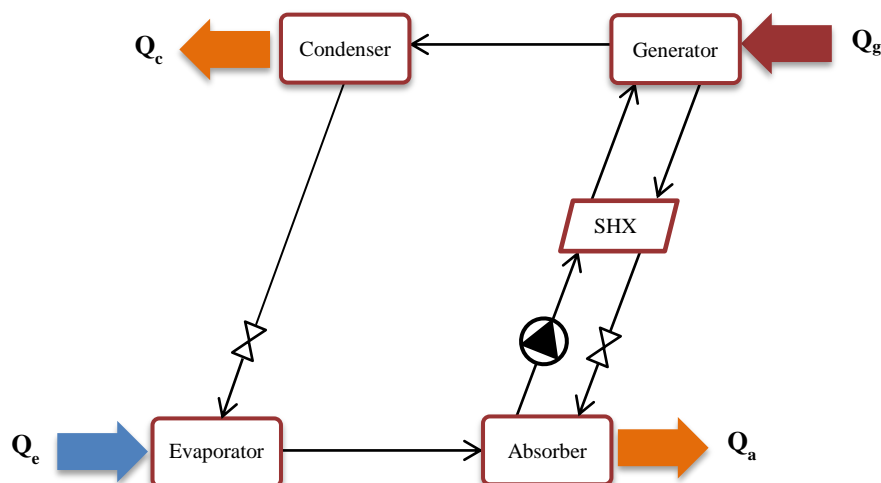 Qc
Condenser
Generator
Qg
SHX
Qe
Evaporator
Absorber
Qa